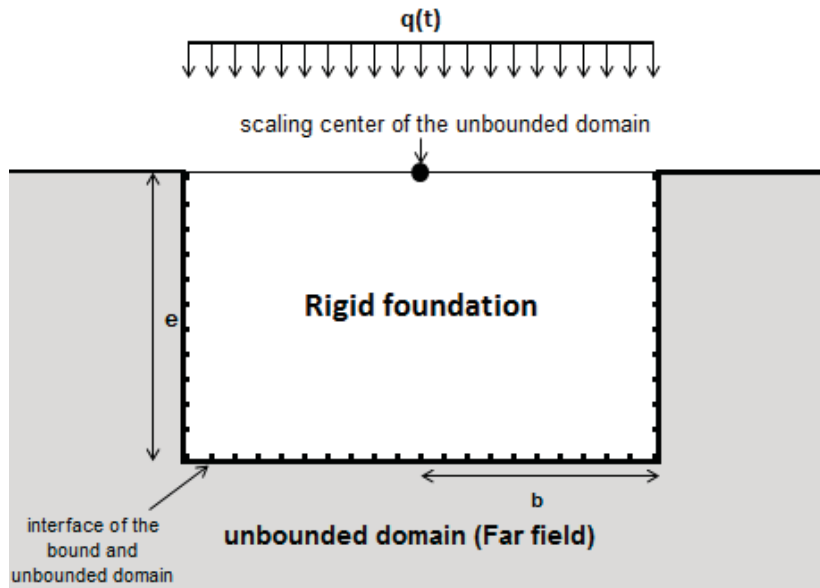 q(t)
scaling center of the unbounded domain
Rigid foundation
e
b
interface of the
bound and
unbounded domain
unbounded domain (Far field)